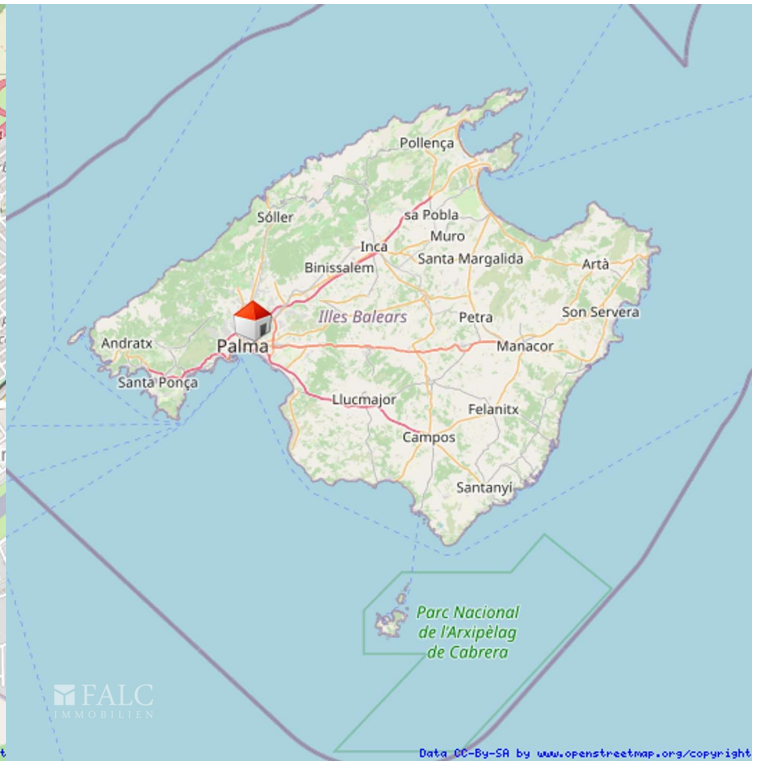 Pollença
Sóller
sa Pobla
Muro
Inca
Santa Margalida
Binissalem
Artà
Illes Balears
Petra
Son Servera
Andratx
Palma
Manacor
Santa Ponça
Llucmajor
Felanitx
Campos
Santanyí
Parc Nacional
de l'Arxipèlag
de Cabrera
FALC
IMMOBILIEN
Data CC-By-SA by www.openstreetmap.org/copyright